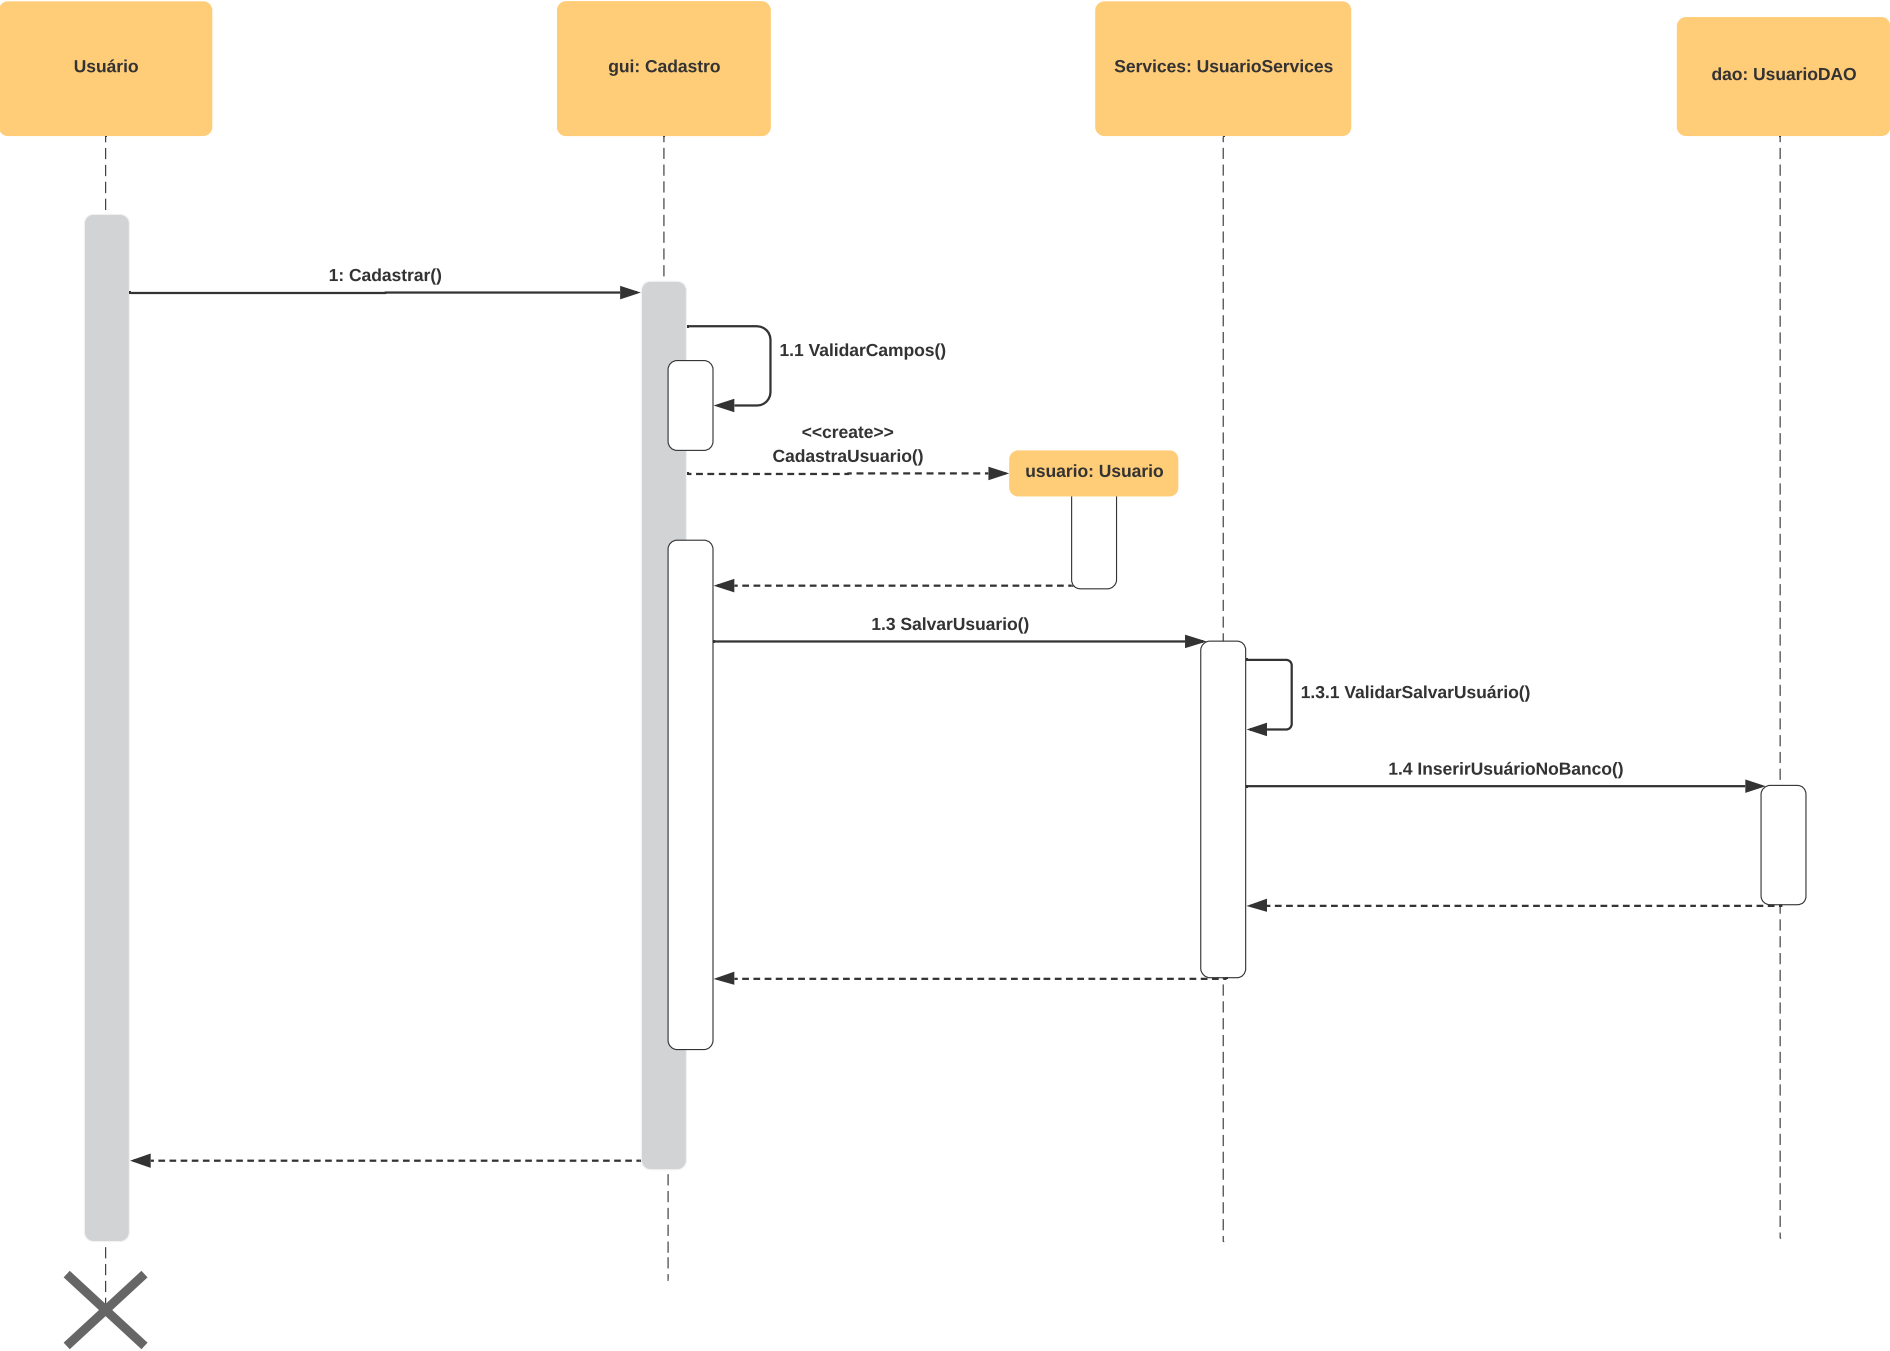 Usuário
gui: Cadastro
Services: UsuarioServices
dao: UsuarioDAO
1: Cadastrar()
1.1 ValidarCampos()
<<create>>
CadastraUsuario()
usuario: Usuario
1.3 SalvarUsuario()
1.3.1 ValidarSalvarUsuário()
1.4 InserirUsuárioNoBanco()